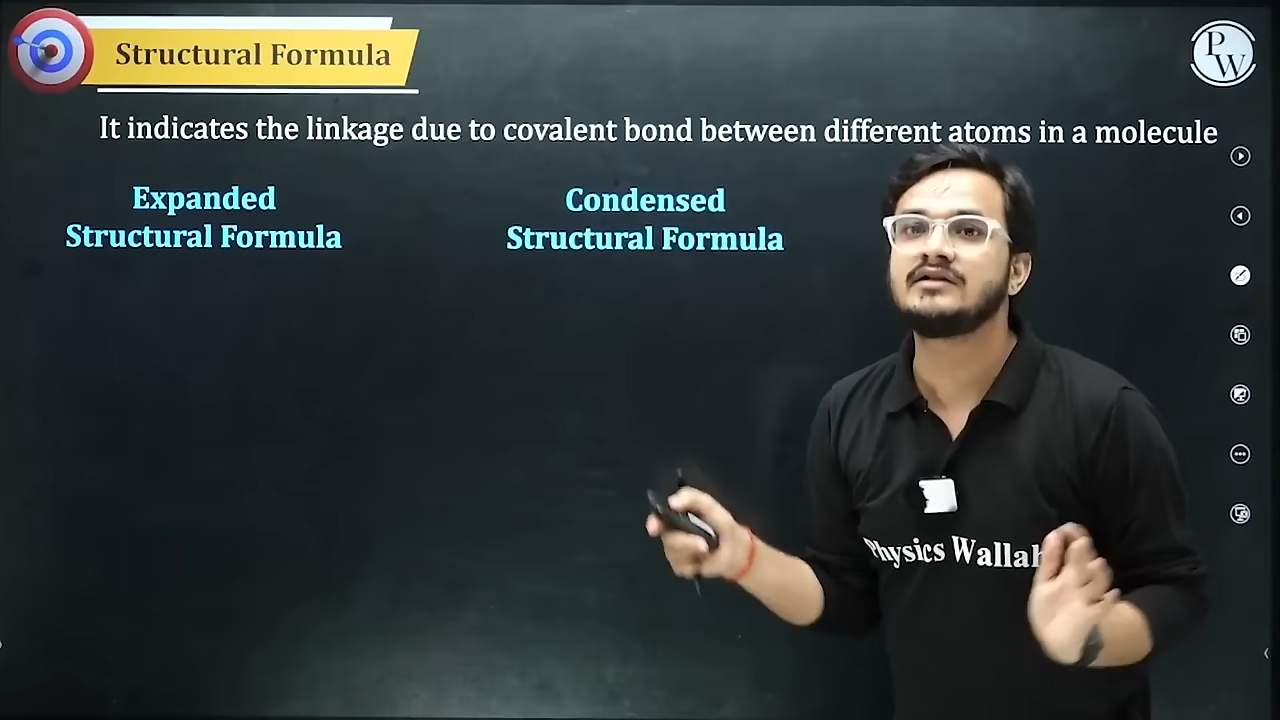 Structural Formula
PW
It indicates the linkage due to covalent bond between different atoms in a molecule
Expanded
Structural Formula
Condensed
Structural Formula
Physics Wallah